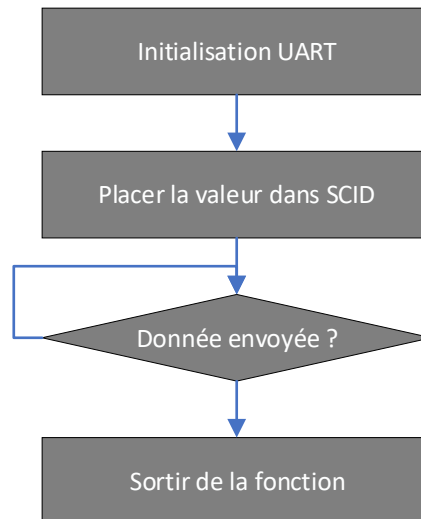 Initialisation UART
Placer la valeur dans SCID
Donnée envoyée ?
Sortir de la fonction